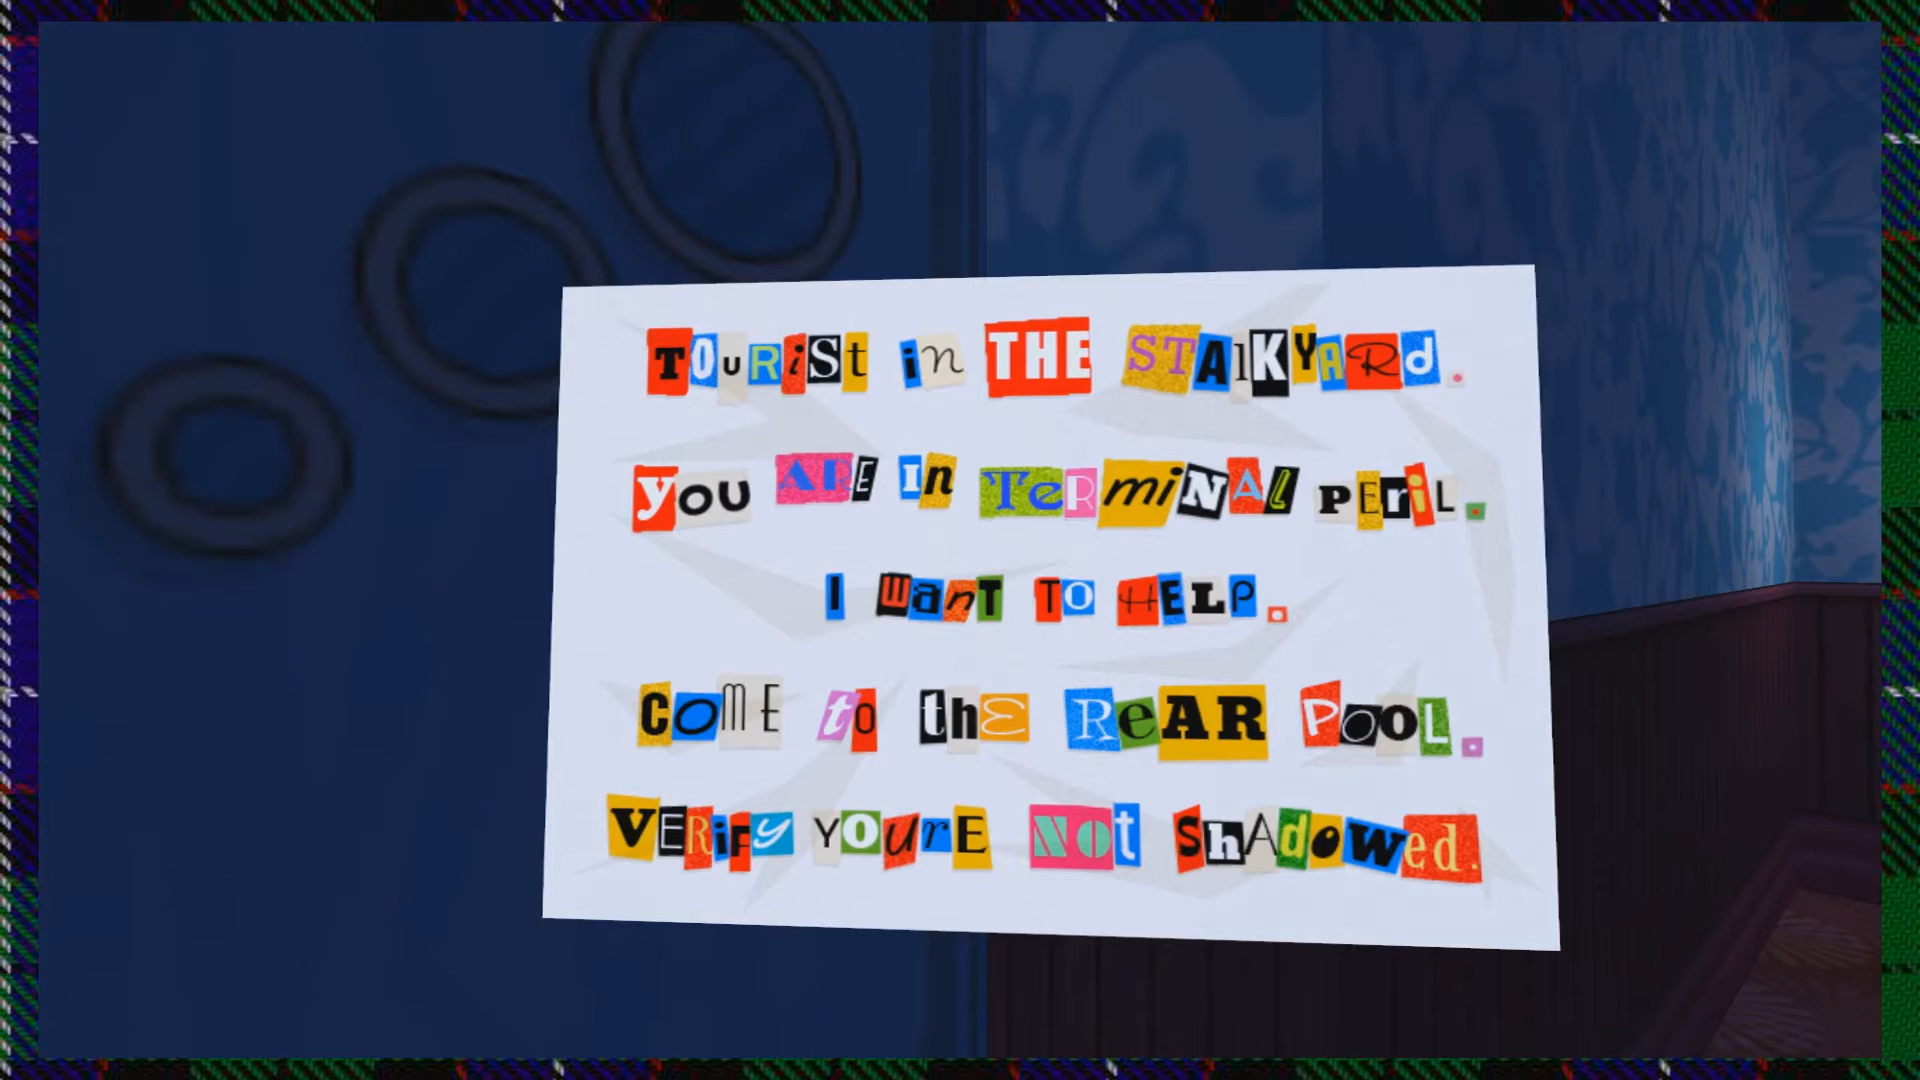 TOuRiSt in THE STAlKYARd.
you ARE In TeRmiNAL PEriL.
I WanT TO HELP.
COME to thE ReAR POOL.
VERiFy YOUrE NOt ShAdOWed.